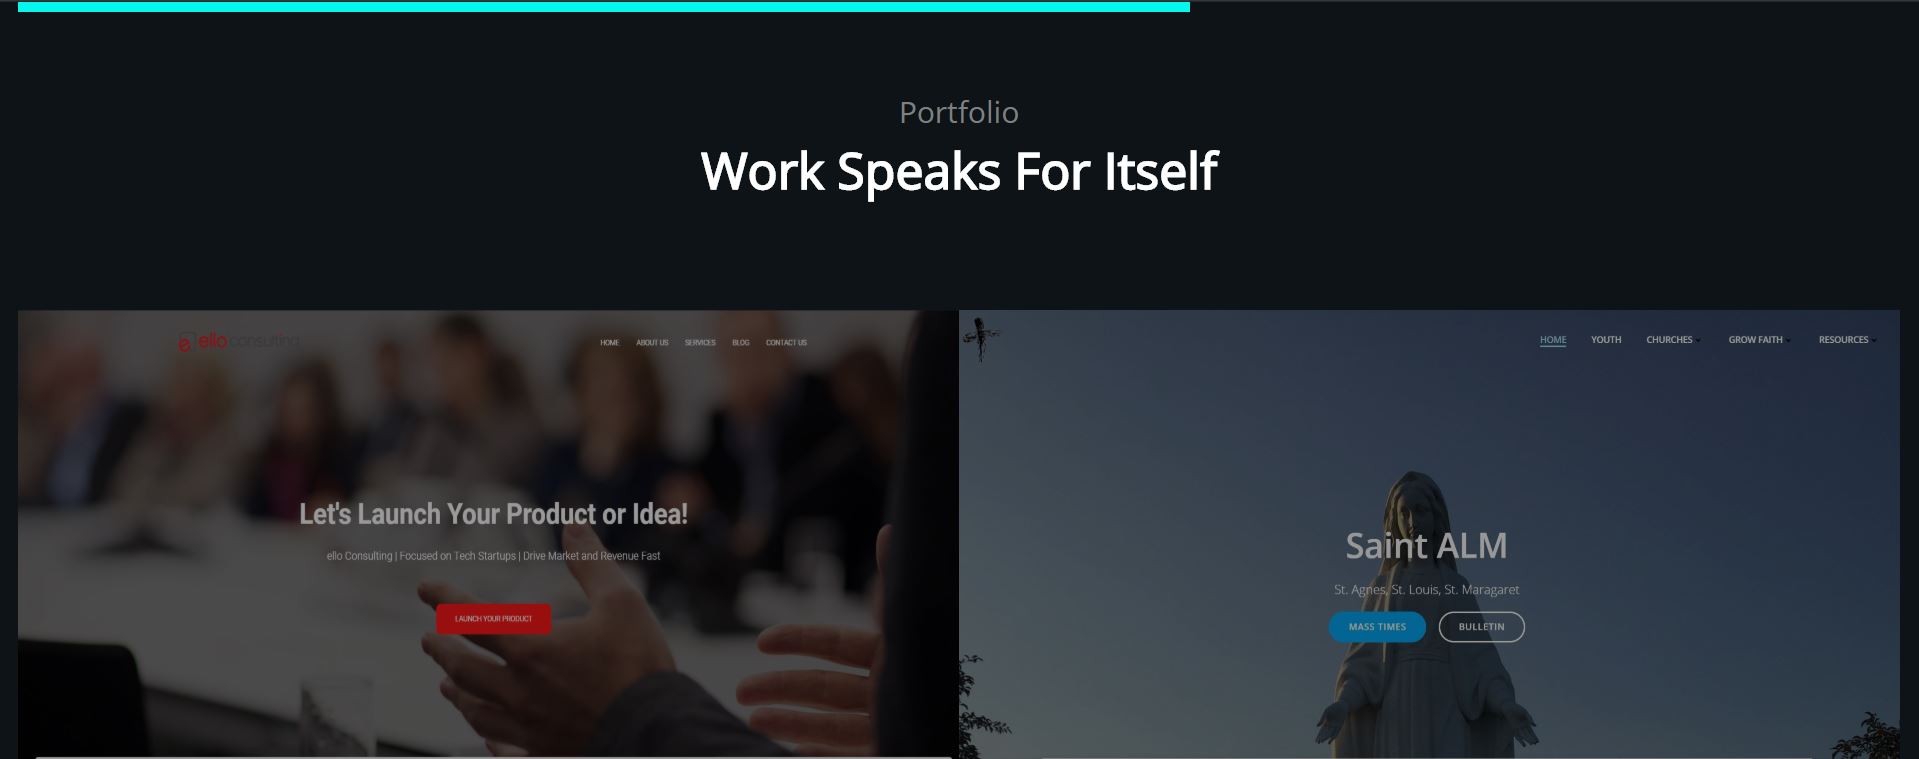 Portfolio
Work Speaks For Itself
ello consulting
HOME ABOUT US SERVICES BLOG CONTACT US
Let's Launch Your Product or Idea!
ello Consulting | Focused on Tech Startups | Drive Market and Revenue Fast
LAUNCH YOUR PRODUCT
HOME YOUTH CHURCHES GROW FAITH RESOURCES
Saint ALM
St. Agnes, St. Louis, St. Maragaret
MASS TIMES BULLETIN